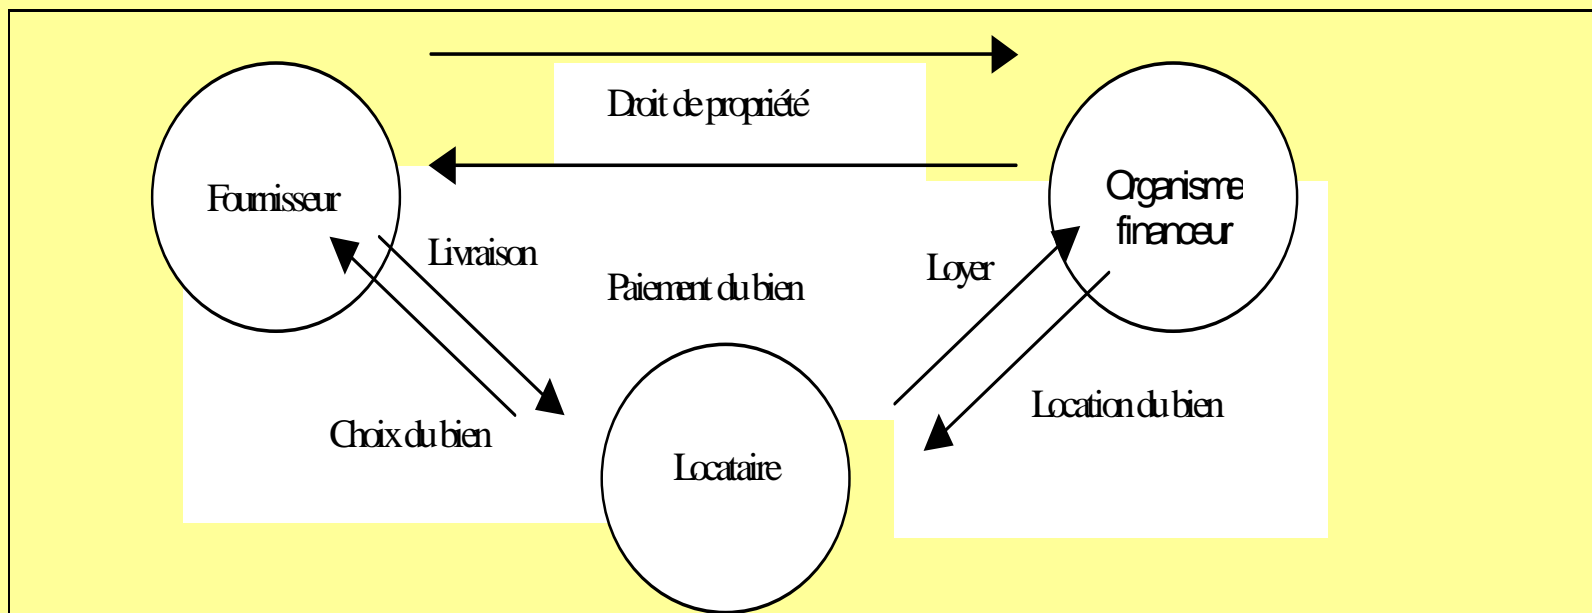 Droit de propriété
Fournisseur
Organisme
financeur
Livraison
Loyer
Paiement du bien
Location du bien
Choix du bien
Locataire